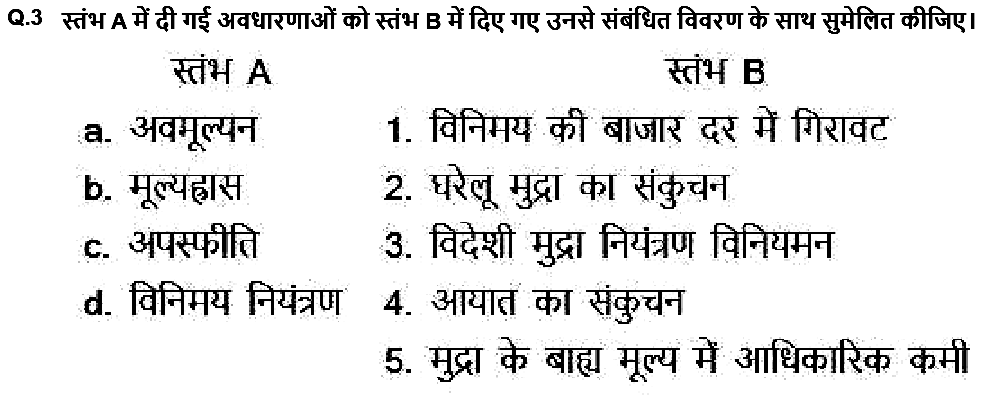 Q.3 स्तंभ A में दी गई अवधारणाओं को स्तंभ B में दिए गए उनसे संबंधित विवरण के साथ सुमेलित कीजिए।
स्तंभ A स्तंभ B
a. अवमूल्यन 1. विनिमय की बाजार दर में गिरावट
b. मूल्यह्रास 2. घरेलू मुद्रा का संकुचन
c. अपस्फीति 3. विदेशी मुद्रा नियंत्रण विनियमन
d. विनिमय नियंत्रण 4. आयात का संकुचन
5. मुद्रा के बाह्य मूल्य में आधिकारिक कमी